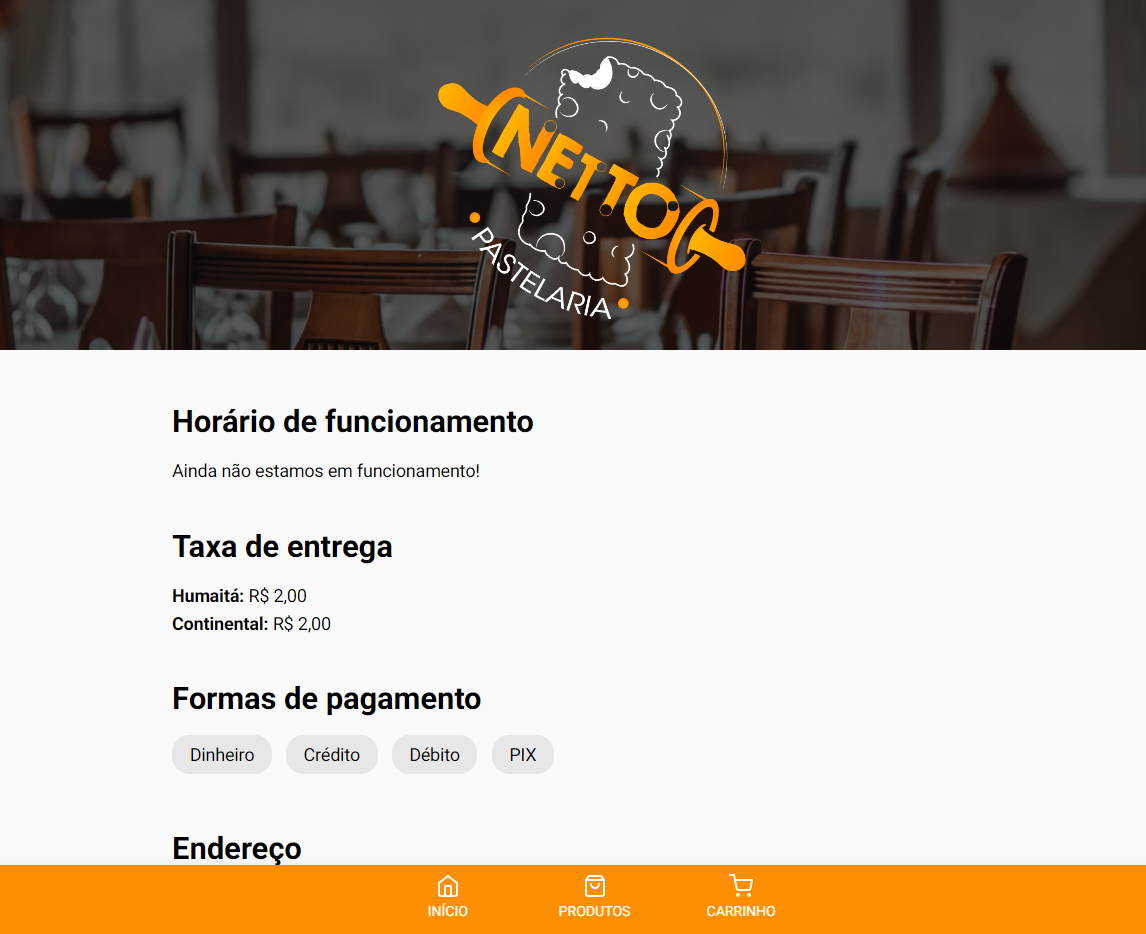 NETTO
PASTELARIA
Horário de funcionamento
Ainda não estamos em funcionamento!
Taxa de entrega
Humaitá: R$ 2,00
Continental: R$ 2,00
Formas de pagamento
Dinheiro Crédito Débito PIX
Endereço
INÍCIO PRODUTOS CARRINHO